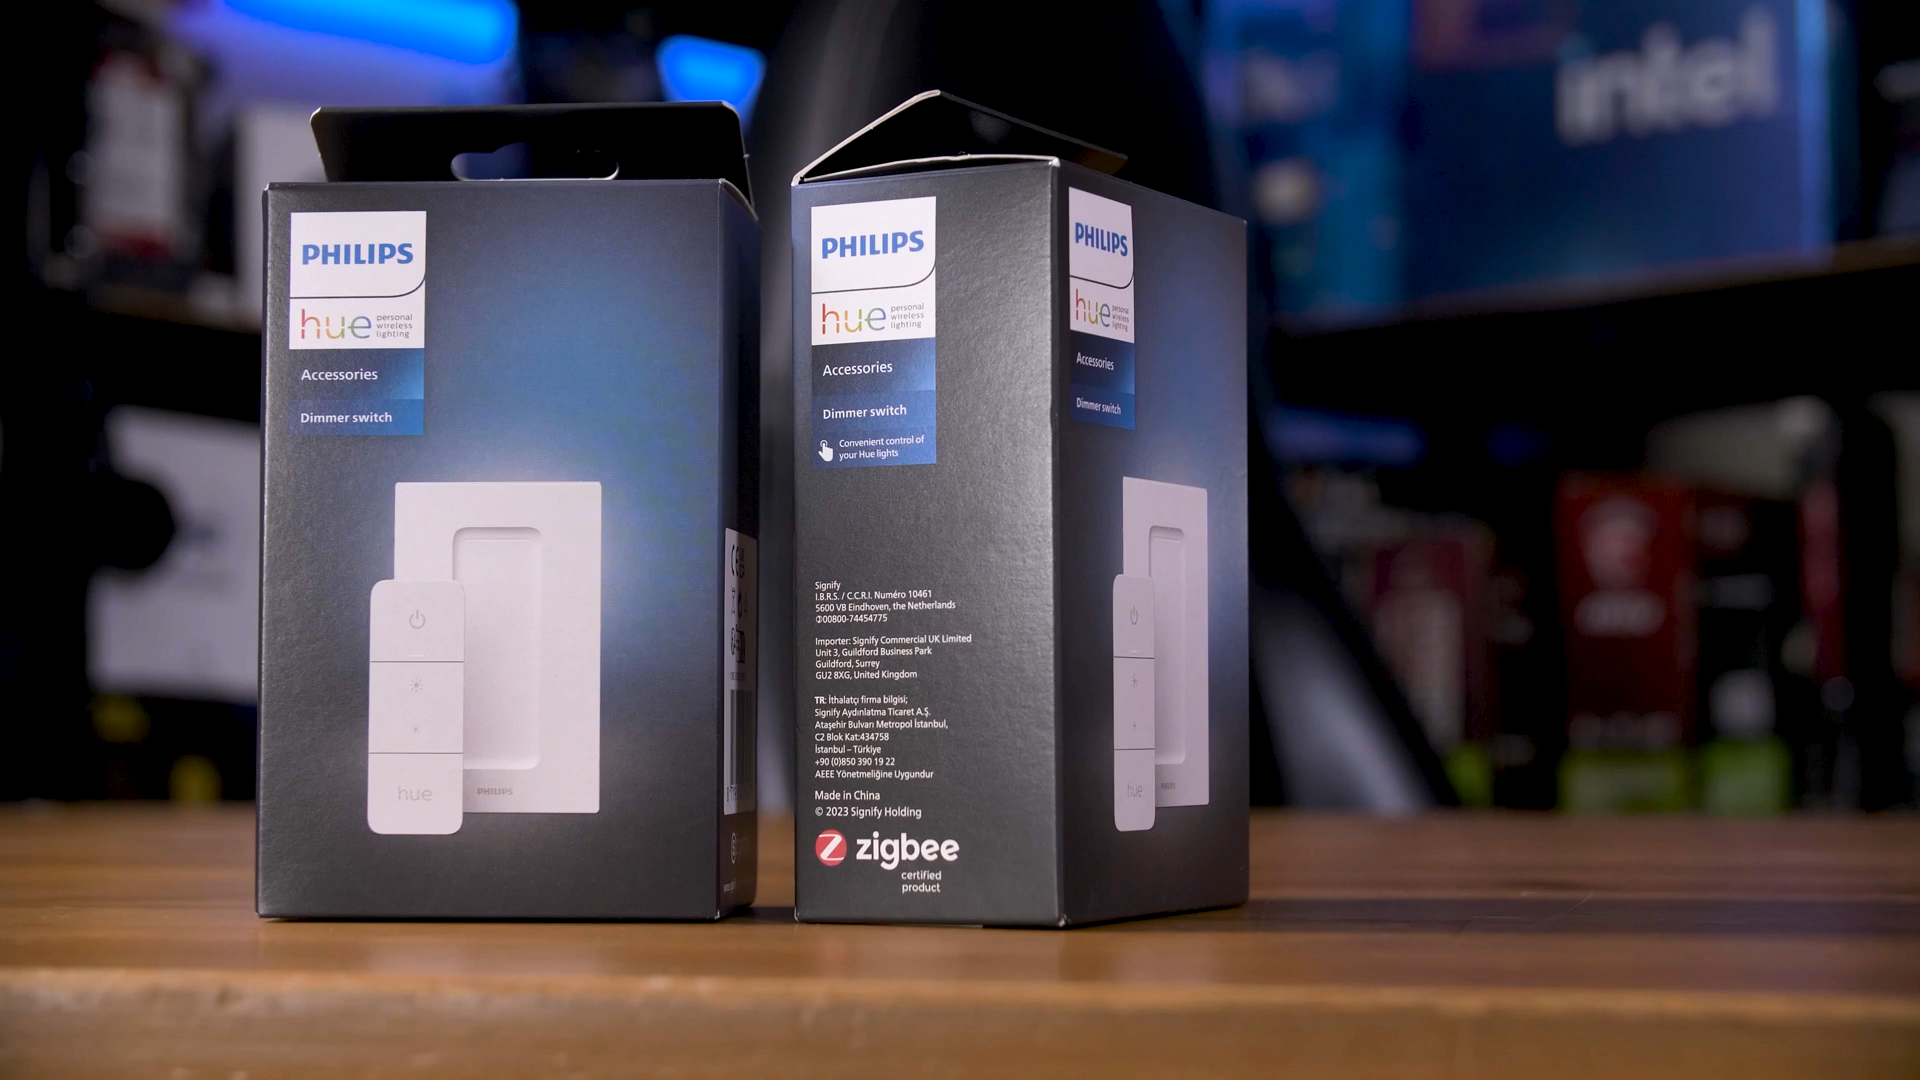 intel
PHILIPS
hue personal
wireless
lighting
Accessories
Dimmer switch
hue
PHILIPS
PHILIPS
hue personal
wireless
lighting
Accessories
Dimmer switch
Convenient control of
your Hue lights
Signify
I.B.R.S. / C.C.R.I. Numéro 10461
5600 VB Eindhoven, the Netherlands
00800-74454775
Importer: Signify Commercial UK Limited
Unit 3, Guildford Business Park
Guildford, Surrey
GU2 8XG, United Kingdom
TR: İthalatçı firma bilgisi;
Signify Aydınlatma Ticaret A.Ş.
Ataşehir Bulvarı Metropol İstanbul,
C2 Blok Kat:434758
İstanbul – Türkiye
+90 (0)850 390 19 22
AEEE Yönetmeliğine Uygundur
Made in China
© 2023 Signify Holding
zigbee
certified
product
PHILIPS
hue personal
wireless
lighting
Accessories
Dimmer switch
hue
PHILIPS